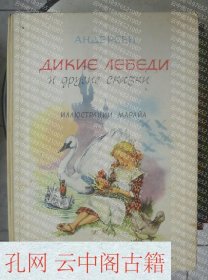 АНДЕРСЕН
ДИКИЕ ЛЕБЕДИ
и другие сказки
ИЛЛЮСТРАЦИИ МАРАЙА
孔网 云中阁古籍